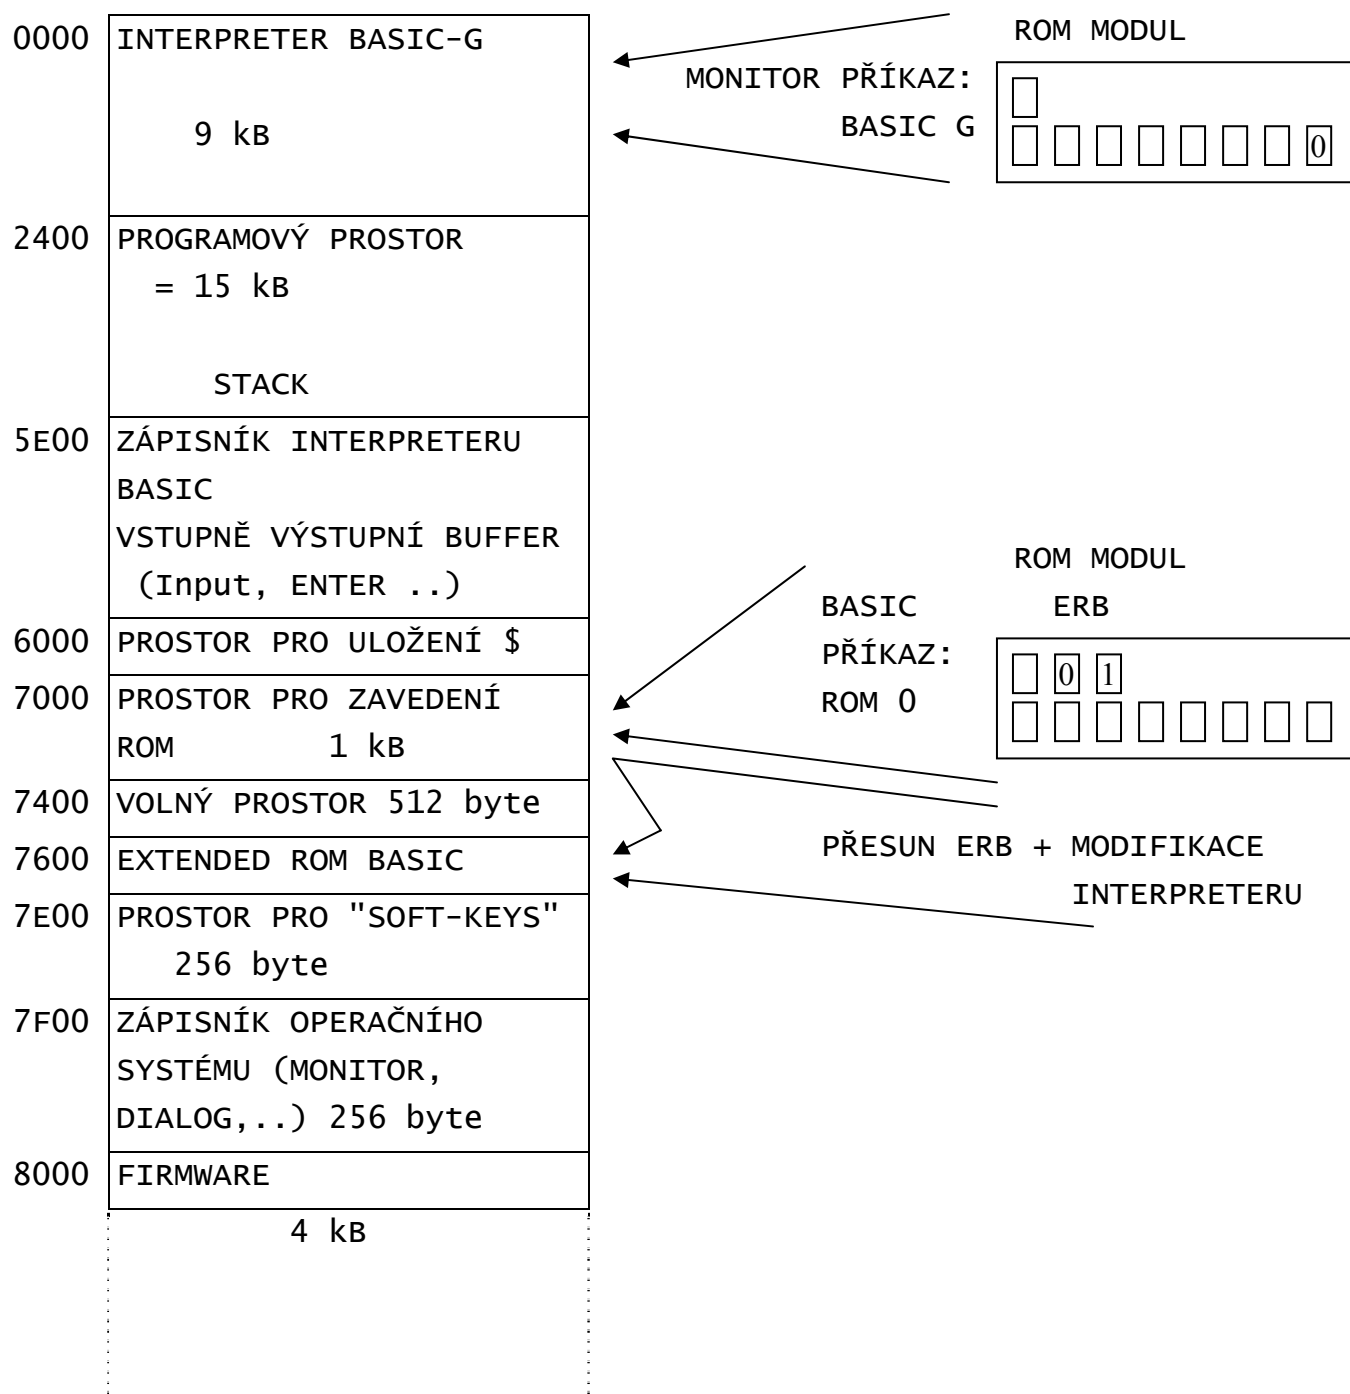 0000 INTERPRETER BASIC-G
9 kB
2400 PROGRAMOVÝ PROSTOR
= 15 kB
STACK
5E00 ZÁPISNÍK INTERPRETERU
BASIC
VSTUPNĚ VÝSTUPNÍ BUFFER
(Input, ENTER ..)
6000 PROSTOR PRO ULOŽENÍ $
7000 PROSTOR PRO ZAVEDENÍ
ROM 1 kB
7400 VOLNÝ PROSTOR 512 byte
7600 EXTENDED ROM BASIC
7E00 PROSTOR PRO "SOFT-KEYS"
256 byte
7F00 ZÁPISNÍK OPERAČNÍHO
SYSTÉMU (MONITOR,
DIALOG,..) 256 byte
8000 FIRMWARE
4 kB
ROM MODUL
MONITOR PŘÍKAZ:
BASIC G
0
ROM MODUL
BASIC ERB
PŘÍKAZ:
ROM 0
0 1
PŘESUN ERB + MODIFIKACE
INTERPRETERU